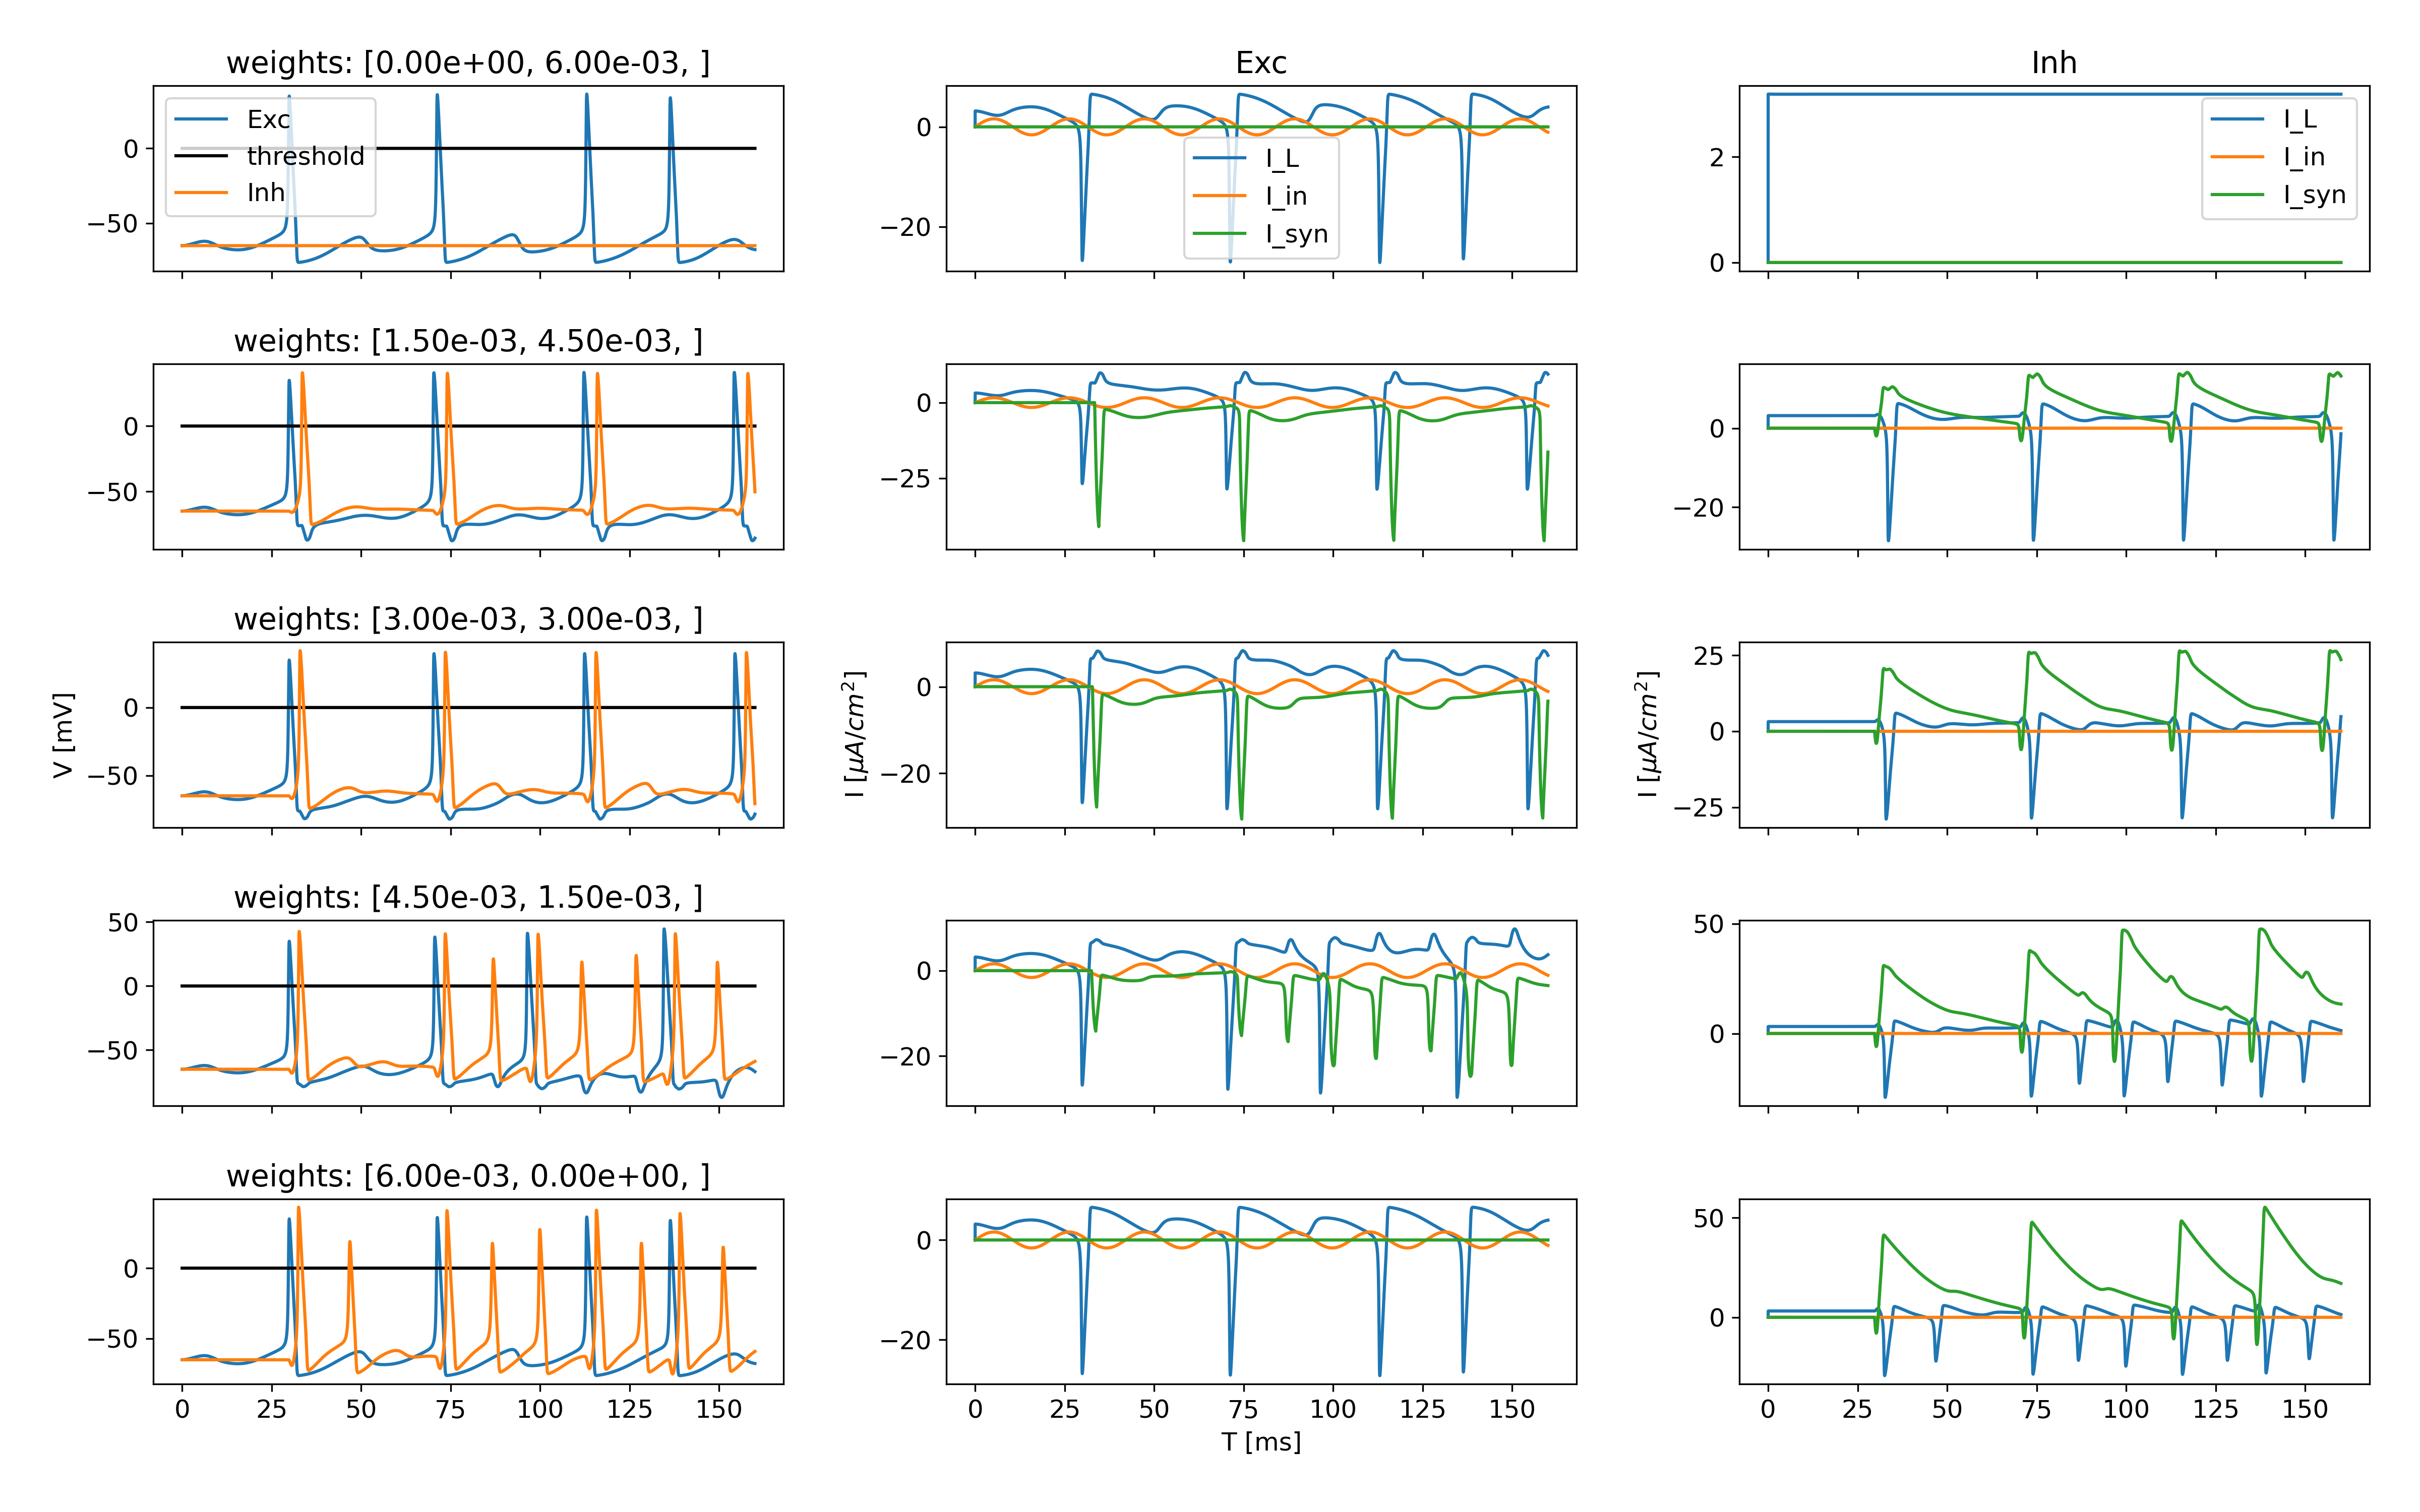 weights: [0.00e+00, 6.00e-03, ]
Exc
Inh
Exc
threshold
Inh
0
−50
0
−20
I_L
I_in
I_syn
2
0
I_L
I_in
I_syn
weights: [1.50e-03, 4.50e-03, ]
0
−50
0
−25
0
−20
weights: [3.00e-03, 3.00e-03, ]
V [mV]
0
−50
I [μA/cm²]
0
−20
I [μA/cm²]
25
0
−25
weights: [4.50e-03, 1.50e-03, ]
50
0
−50
0
−20
50
0
weights: [6.00e-03, 0.00e+00, ]
0
−50
0
−20
50
0
0 25 50 75 100 125 150
0 25 50 75 100 125 150
0 25 50 75 100 125 150
T [ms]